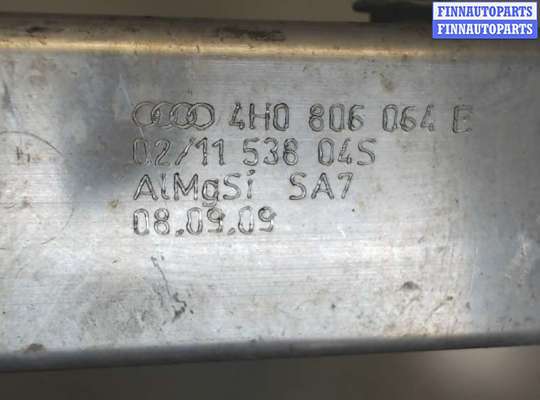 FINNAUTOPARTS
FINNAUTOPARTS
4H0 806 064 E
02/11 538 04S
AlMgSi SA7
08.09.09